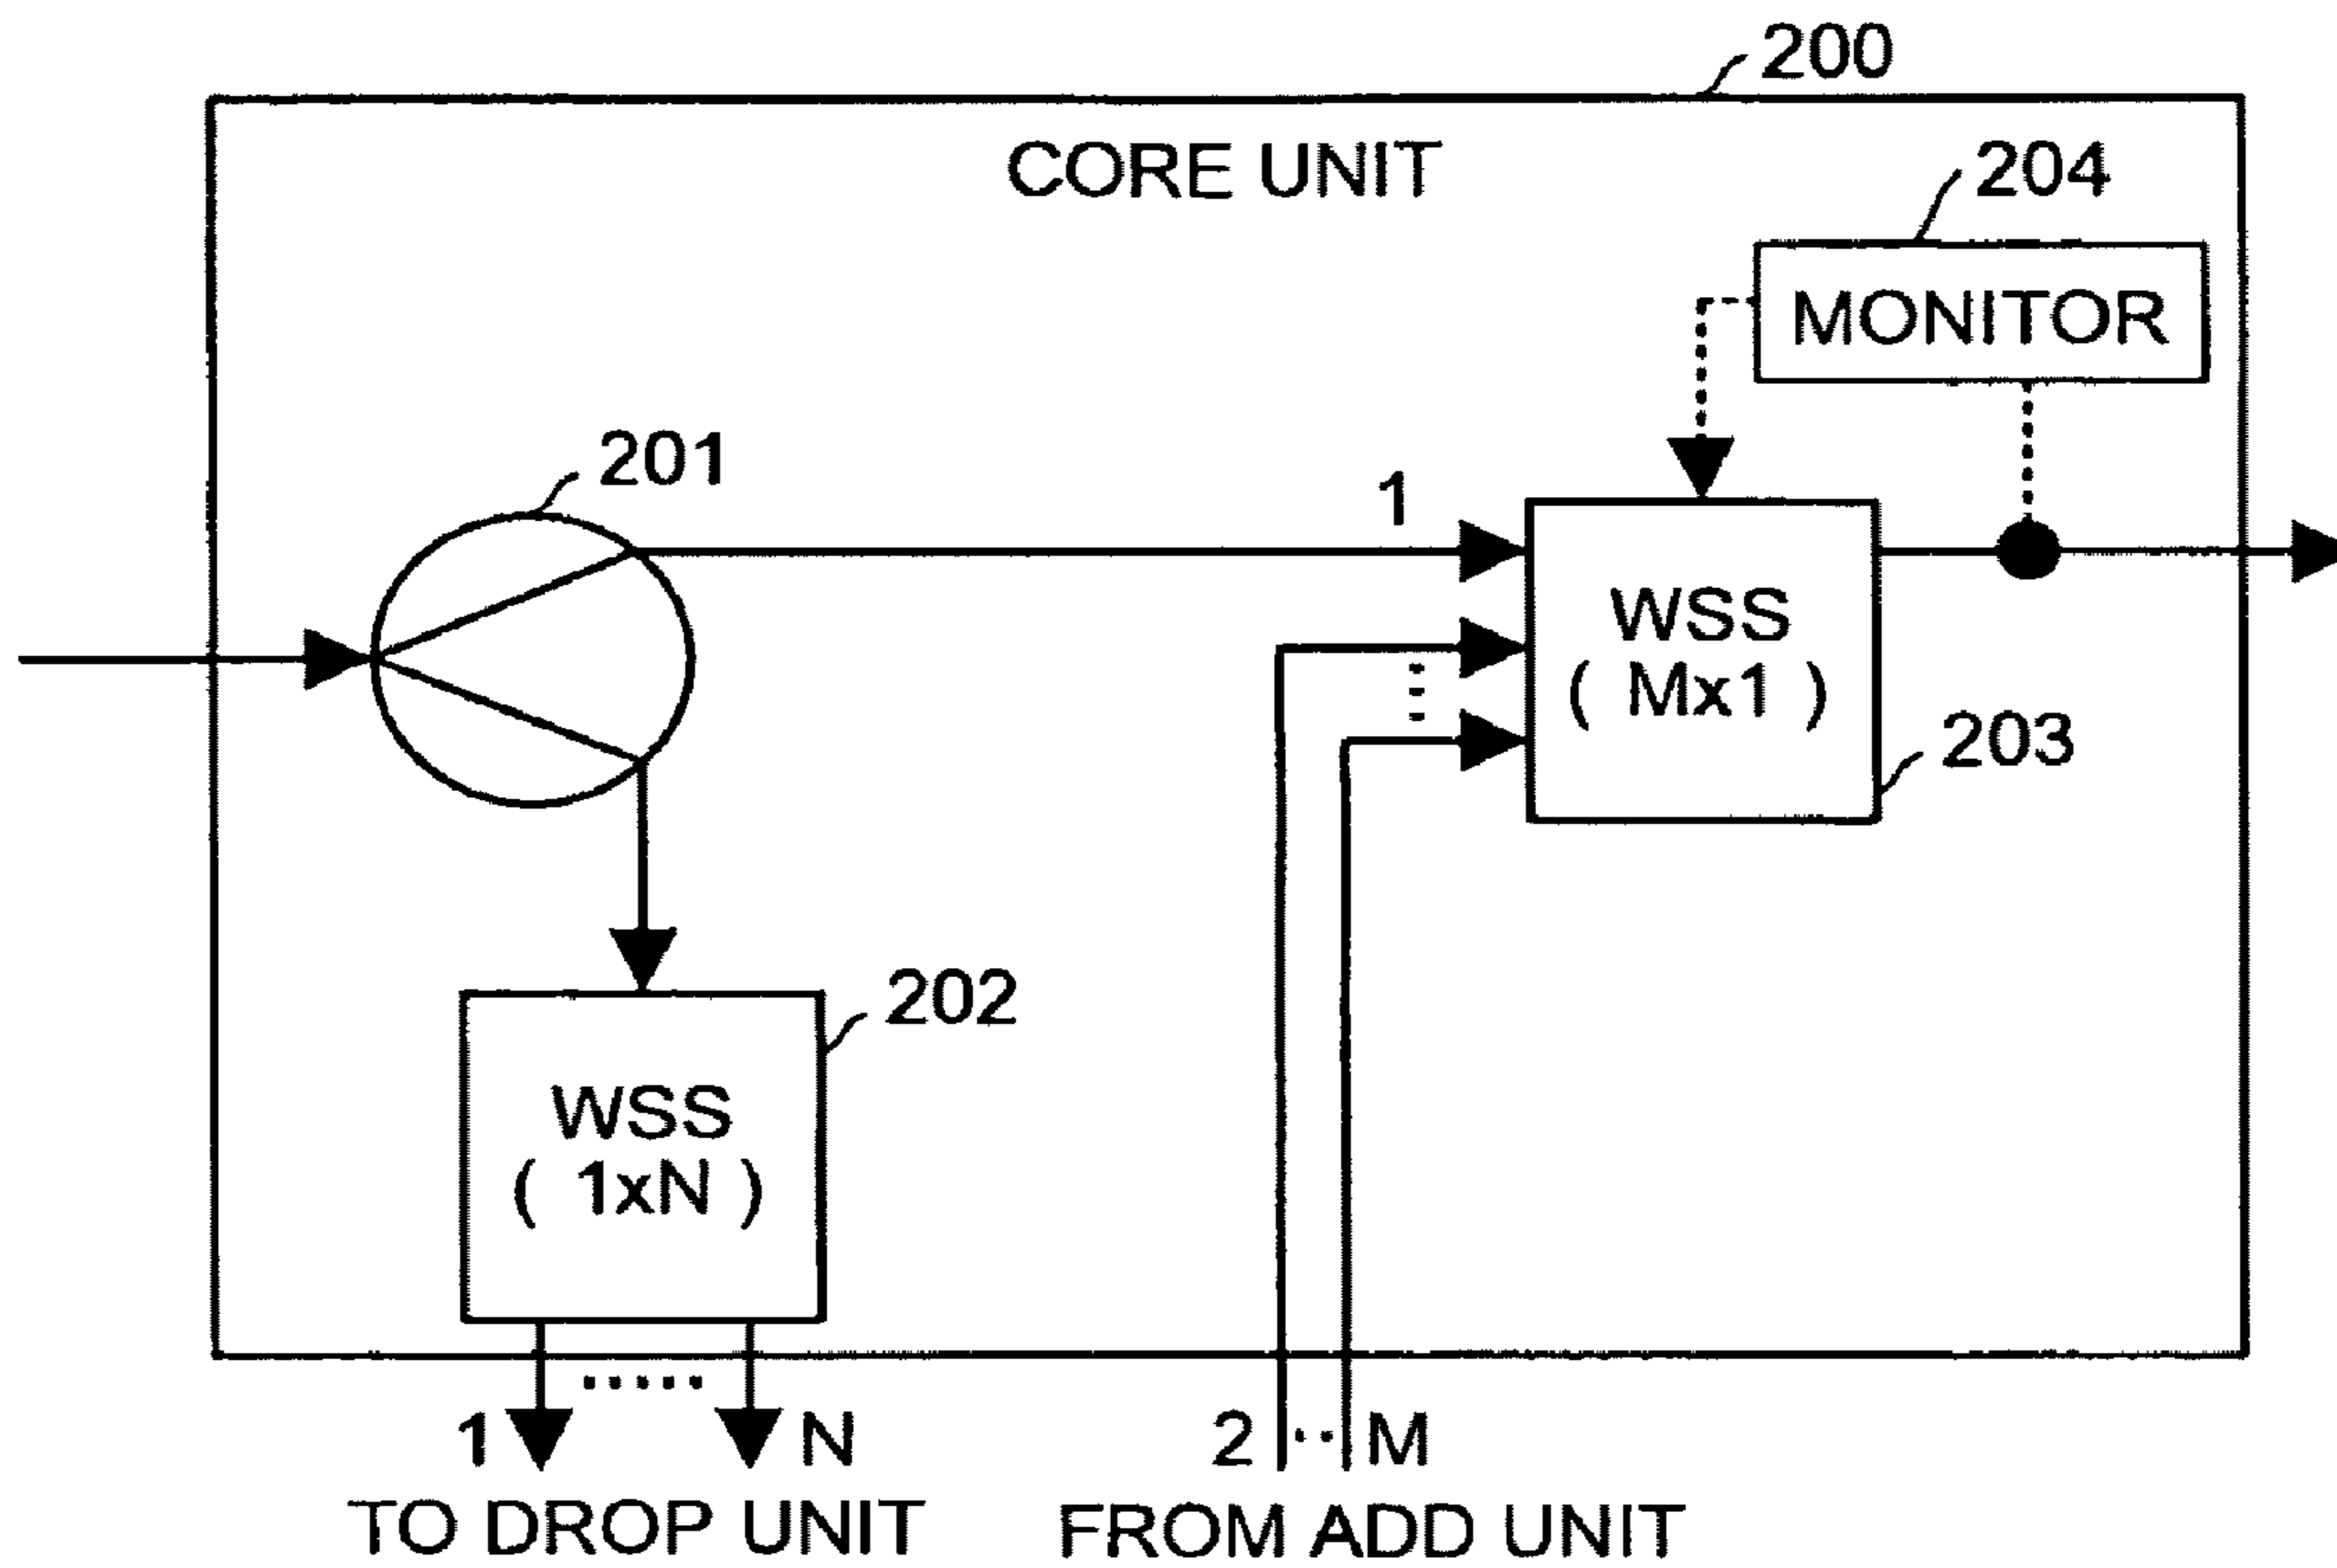 200
CORE UNIT
204
MONITOR
201
1
WSS
( Mx1 )
203
202
WSS
( 1xN )
1 ..... N
2 .. M
TO DROP UNIT
FROM ADD UNIT